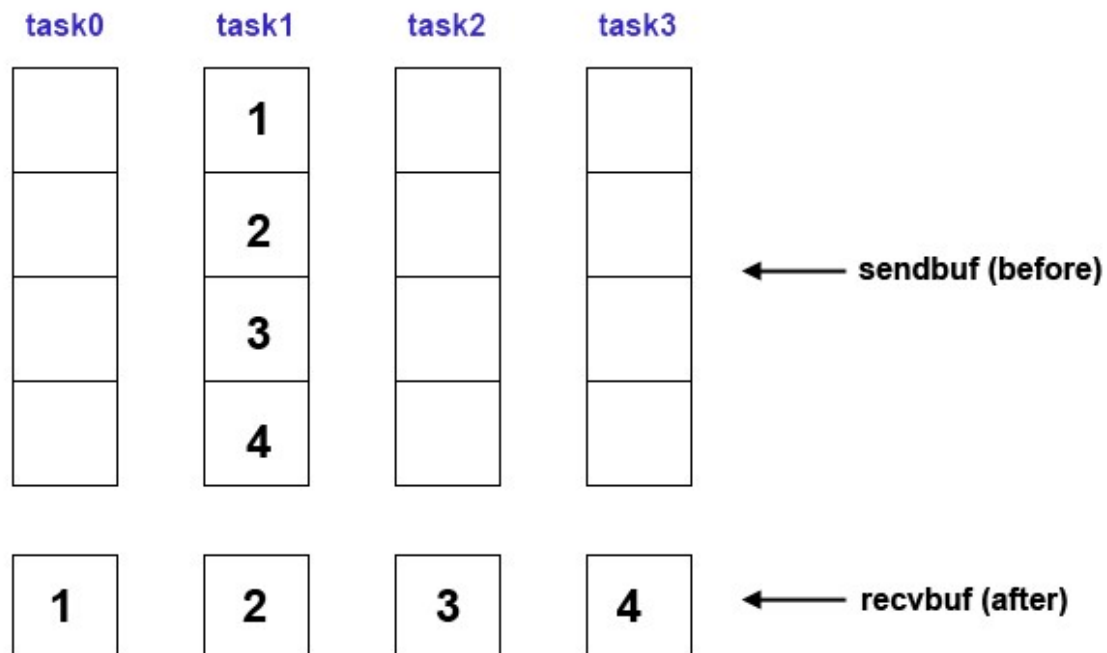 task0 task1 task2 task3
1
2
sendbuf (before)
3
4
1 2 3 4 recvbuf (after)